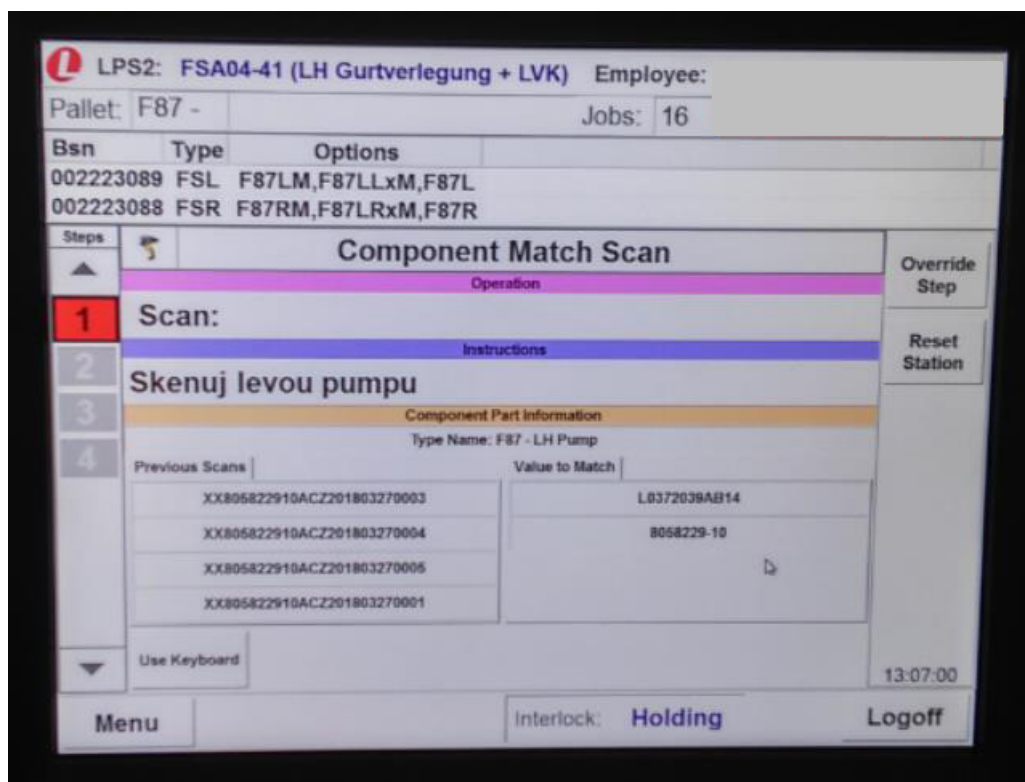 L LPS2: FSA04-41 (LH Gurtverlegung + LVK) Employee:
Pallet: F87 - Jobs: 16
Bsn Type Options
002223089 FSL F87LM,F87LLxM,F87L
002223088 FSR F87RM,F87LRxM,F87R
Steps Component Match Scan Override Step
Operation
1 Scan:
Instructions Reset Station
2 Skenuj levou pumpu
3 Component Part Information
Type Name: F87 - LH Pump
4 Previous Scans Value to Match
XX805822910ACZ201803270003 L0372039AB14
XX805822910ACZ201803270004 8058229-10
XX805822910ACZ201803270005
XX805822910ACZ201803270001
Use Keyboard 13:07:00
Menu Interlock: Holding Logoff